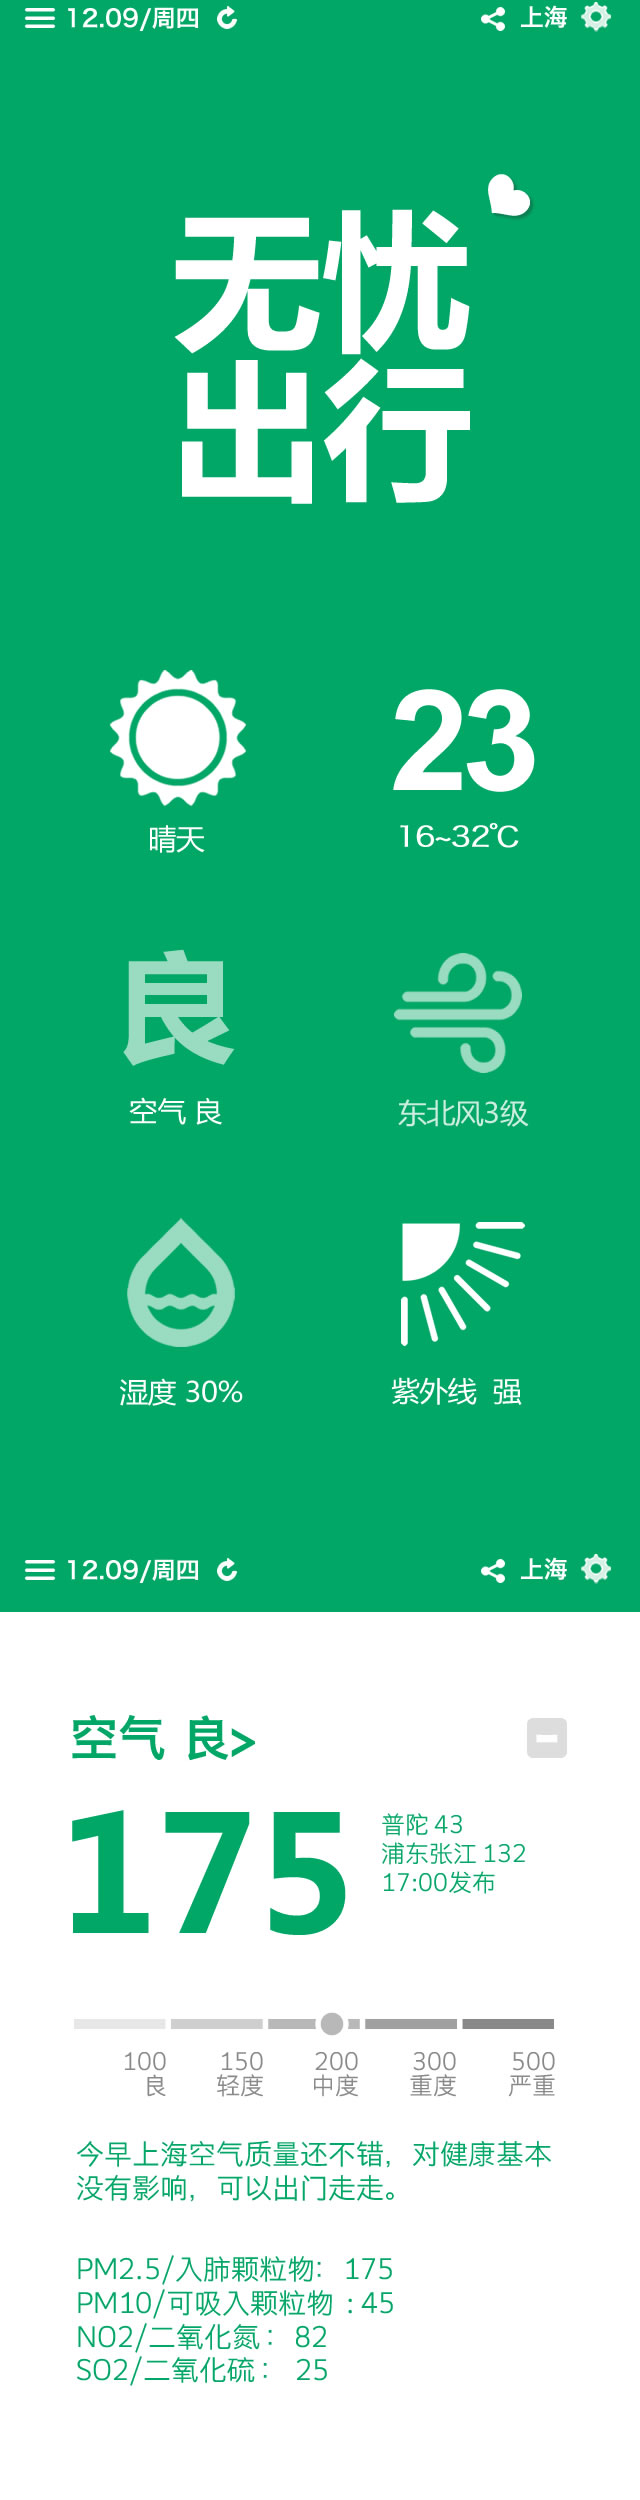 12.09/周四
上海
无忧
出行
23
晴天
16~32℃
良
空气 良
东北风3级
湿度 30%
紫外线 强
12.09/周四
上海
空气 良>
175
普陀 43
浦东张江 132
17:00发布
100 150 200 300 500
良 轻度 中度 重度 严重
今早上海空气质量还不错，对健康基本
没有影响，可以出门走走。
PM2.5/入肺颗粒物： 175
PM10/可吸入颗粒物 :45
NO2/二氧化氮： 82
SO2/二氧化硫： 25